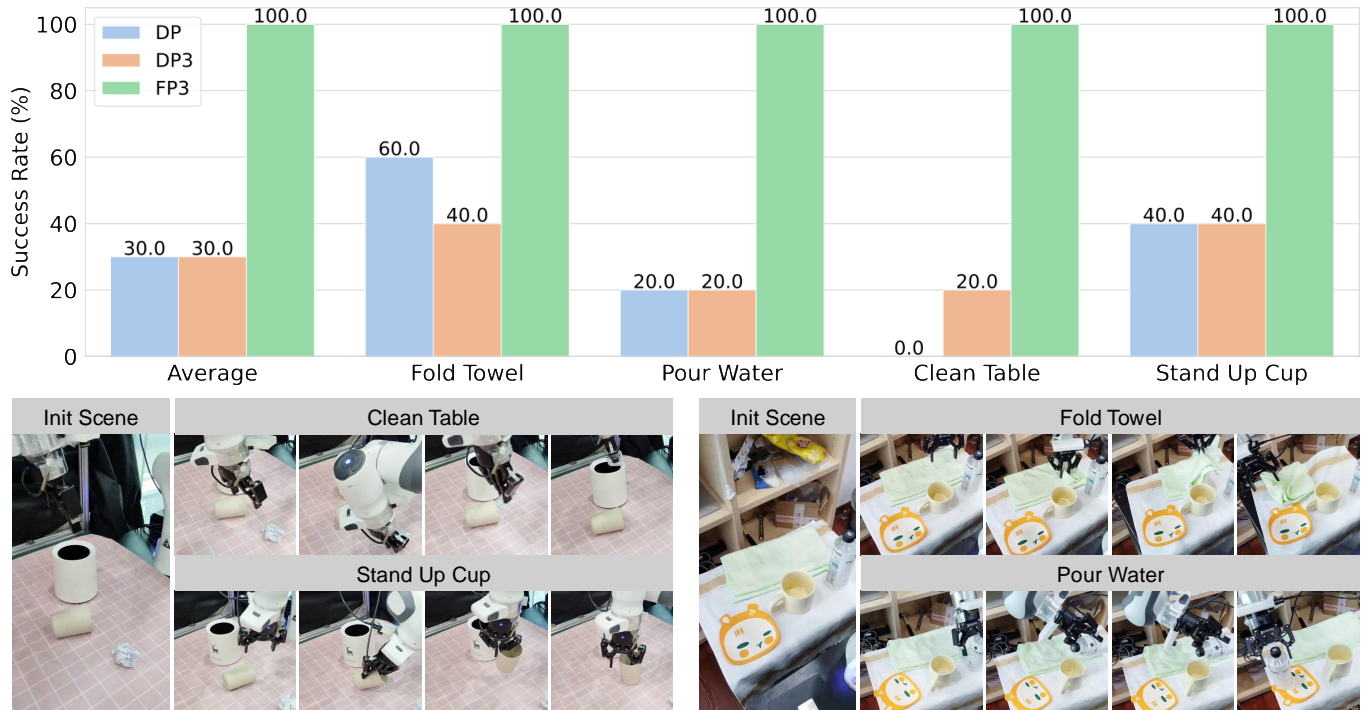 100.0 100.0 100.0 100.0 100.0
100
DP
DP3
FP3
80
60
40
20
0
Success Rate (%)
30.0 30.0
60.0 40.0
20.0 20.0
0.0 20.0
40.0 40.0
Average Fold Towel Pour Water Clean Table Stand Up Cup
Init Scene Clean Table
Stand Up Cup
Init Scene Fold Towel
Pour Water